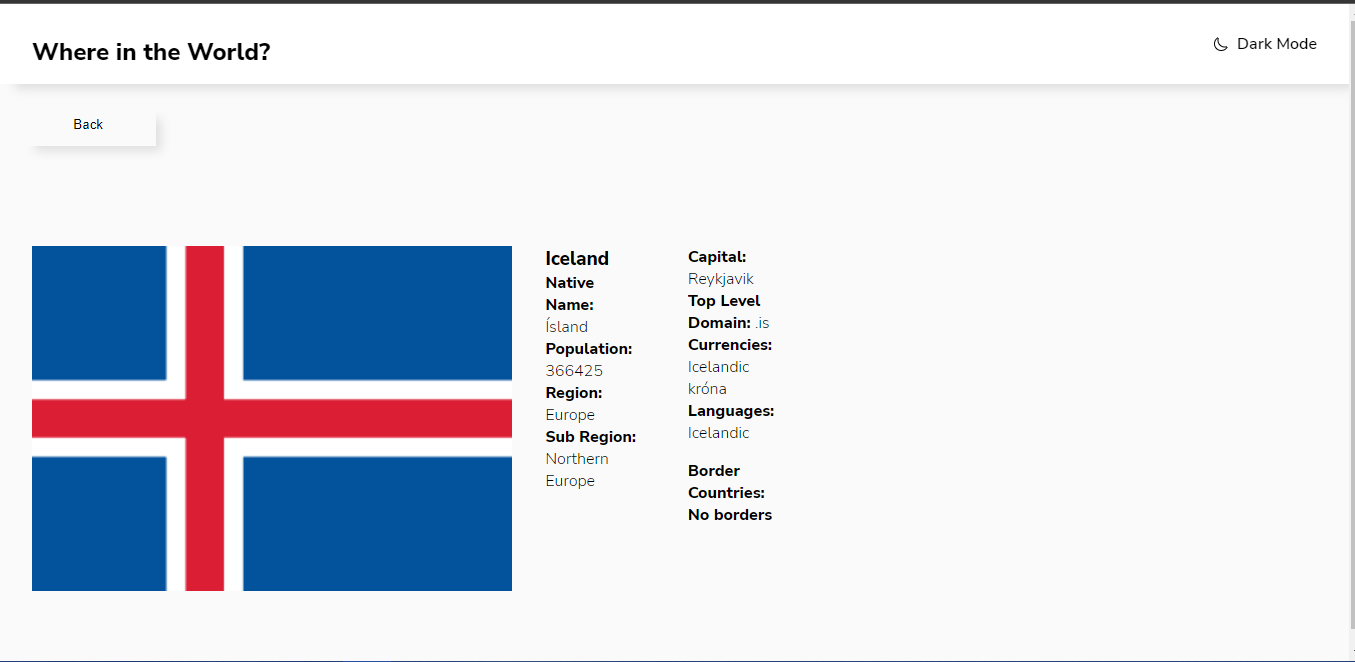 Where in the World?
Dark Mode
Back
Iceland
Native
Name:
Ísland
Population:
366425
Region:
Europe
Sub Region:
Northern
Europe
Capital:
Reykjavik
Top Level
Domain: .is
Currencies:
Icelandic
króna
Languages:
Icelandic
Border
Countries:
No borders